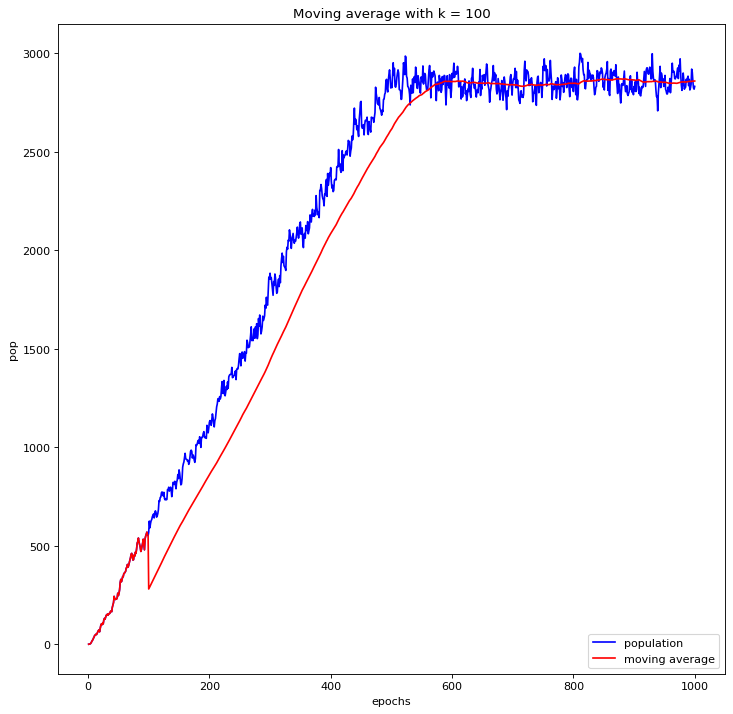 Moving average with k = 100
pop
3000
2500
2000
1500
1000
500
0
0 200 400 600 800 1000
epochs
population
moving average